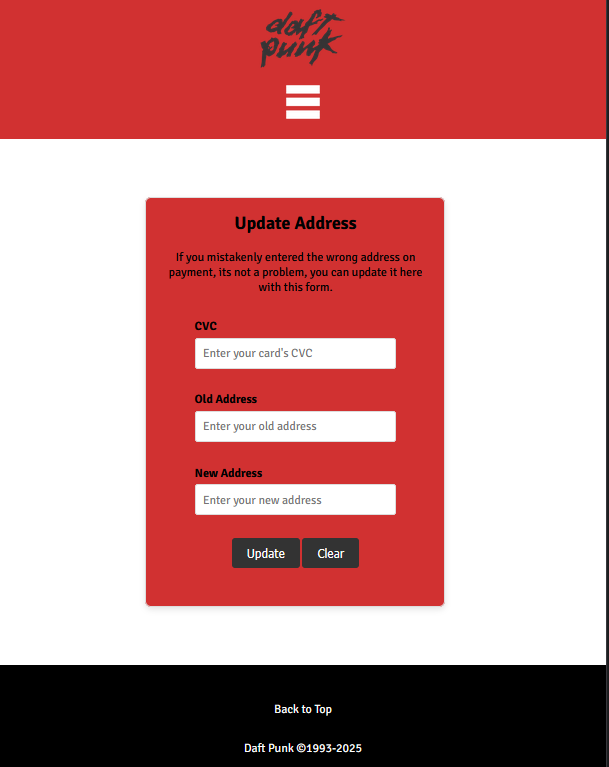 daft
punk
Update Address
If you mistakenly entered the wrong address on
payment, its not a problem, you can update it here
with this form.
CVC
Enter your card's CVC
Old Address
Enter your old address
New Address
Enter your new address
Update Clear
Back to Top
Daft Punk ©1993-2025